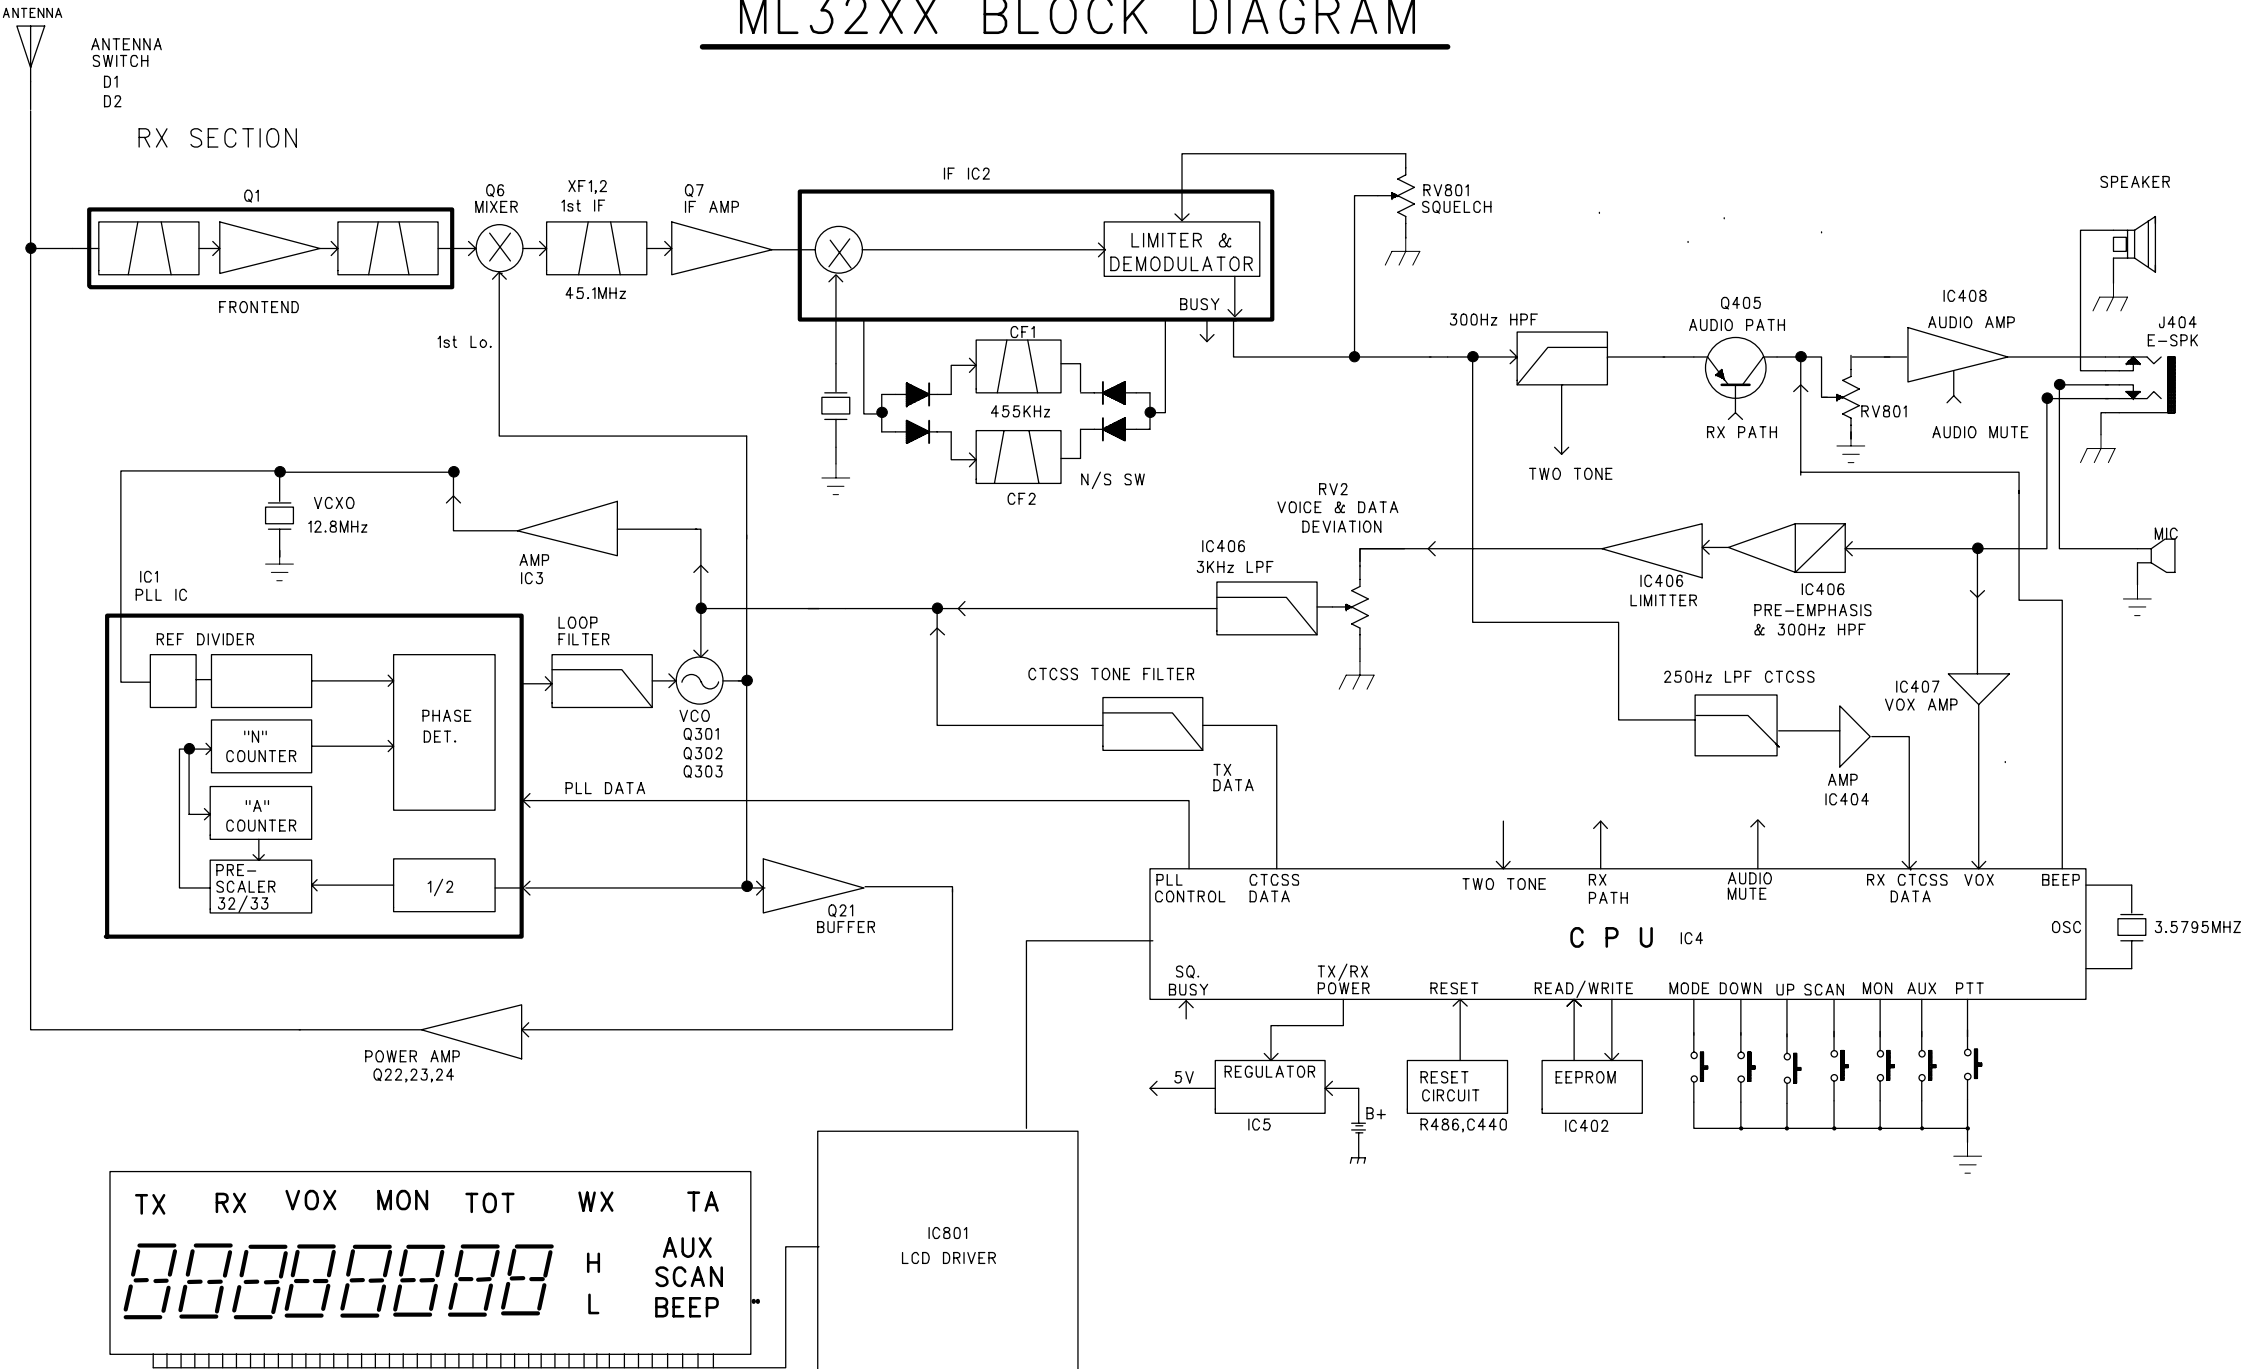 ML32XX BLOCK DIAGRAM
ANTENNA
ANTENNA
SWITCH
D1
D2
RX SECTION
Q1
FRONTEND
Q6
MIXER
XF1,2
1st IF
45.1MHz
Q7
IF AMP
IF IC2
LIMITER &
DEMODULATOR
BUSY
RV801
SQUELCH
SPEAKER
1st Lo.
CF1
455KHz
CF2
N/S SW
300Hz HPF
TWO TONE
Q405
AUDIO PATH
RX PATH
RV801
IC408
AUDIO AMP
AUDIO MUTE
J404
E-SPK
VCXO
12.8MHz
AMP
IC3
RV2
VOICE & DATA
DEVIATION
IC406
3KHz LPF
IC406
LIMITTER
IC406
PRE-EMPHASIS
& 300Hz HPF
MIC
IC1
PLL IC
REF DIVIDER
LOOP
FILTER
PHASE
DET.
"N"
COUNTER
"A"
COUNTER
PRE-
SCALER
32/33
1/2
VCO
Q301
Q302
Q303
CTCSS TONE FILTER
TX
DATA
PLL DATA
250Hz LPF CTCSS
AMP
IC404
IC407
VOX AMP
Q21
BUFFER
POWER AMP
Q22,23,24
PLL
CONTROL
CTCSS
DATA
TWO TONE
RX
PATH
AUDIO
MUTE
RX CTCSS
DATA
VOX
BEEP
CPU IC4
OSC
3.5795MHZ
SQ.
BUSY
TX/RX
POWER
RESET
READ/WRITE
MODE DOWN UP SCAN MON AUX PTT
5V
REGULATOR
IC5
B+
RESET
CIRCUIT
R486,C440
EEPROM
IC402
TX RX VOX MON TOT WX TA
H
L
AUX
SCAN
BEEP
IC801
LCD DRIVER